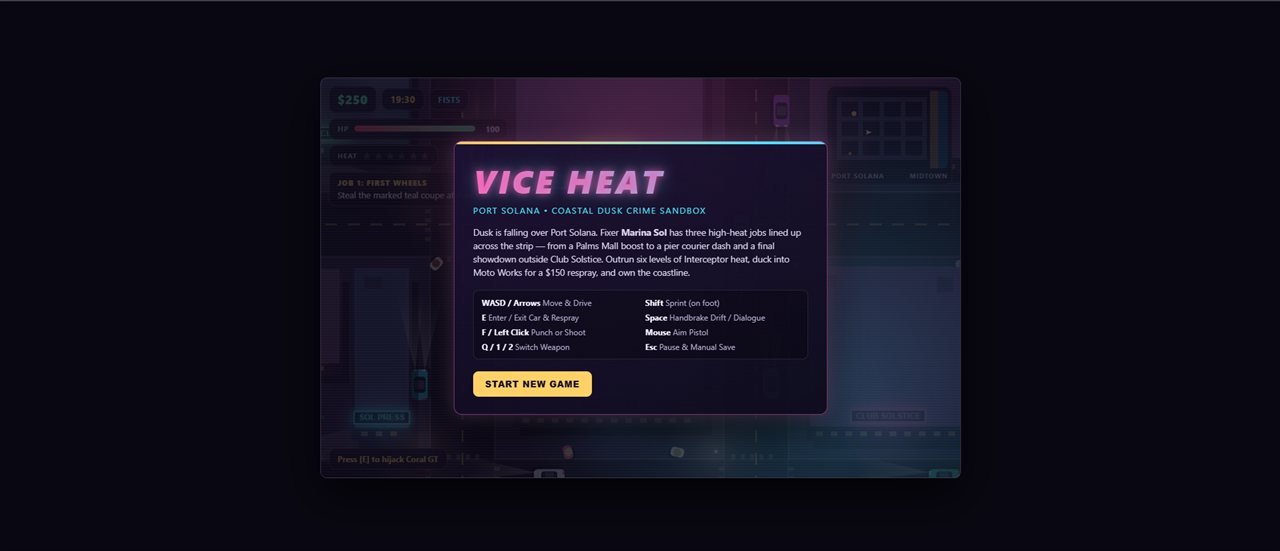 $250 19:30 FISTS
HP 100
HEAT
JOB 1: FIRST WHEELS
Steal the marked teal coupe at
PORT SOLANA MIDTOWN
VICE HEAT
PORT SOLANA • COASTAL DUSK CRIME SANDBOX
Dusk is falling over Port Solana. Fixer Marina Sol has three high-heat jobs lined up
across the strip — from a Palms Mall boost to a pier courier dash and a final
showdown outside Club Solstice. Outrun six levels of Interceptor heat, duck into
Moto Works for a $150 respray, and own the coastline.
WASD / Arrows Move & Drive
Shift Sprint (on foot)
E Enter / Exit Car & Respray
Space Handbrake Drift / Dialogue
F / Left Click Punch or Shoot
Mouse Aim Pistol
Q / 1 / 2 Switch Weapon
Esc Pause & Manual Save
START NEW GAME
SOL PRESS
CLUB SOLSTICE
Press [E] to hijack Coral GT